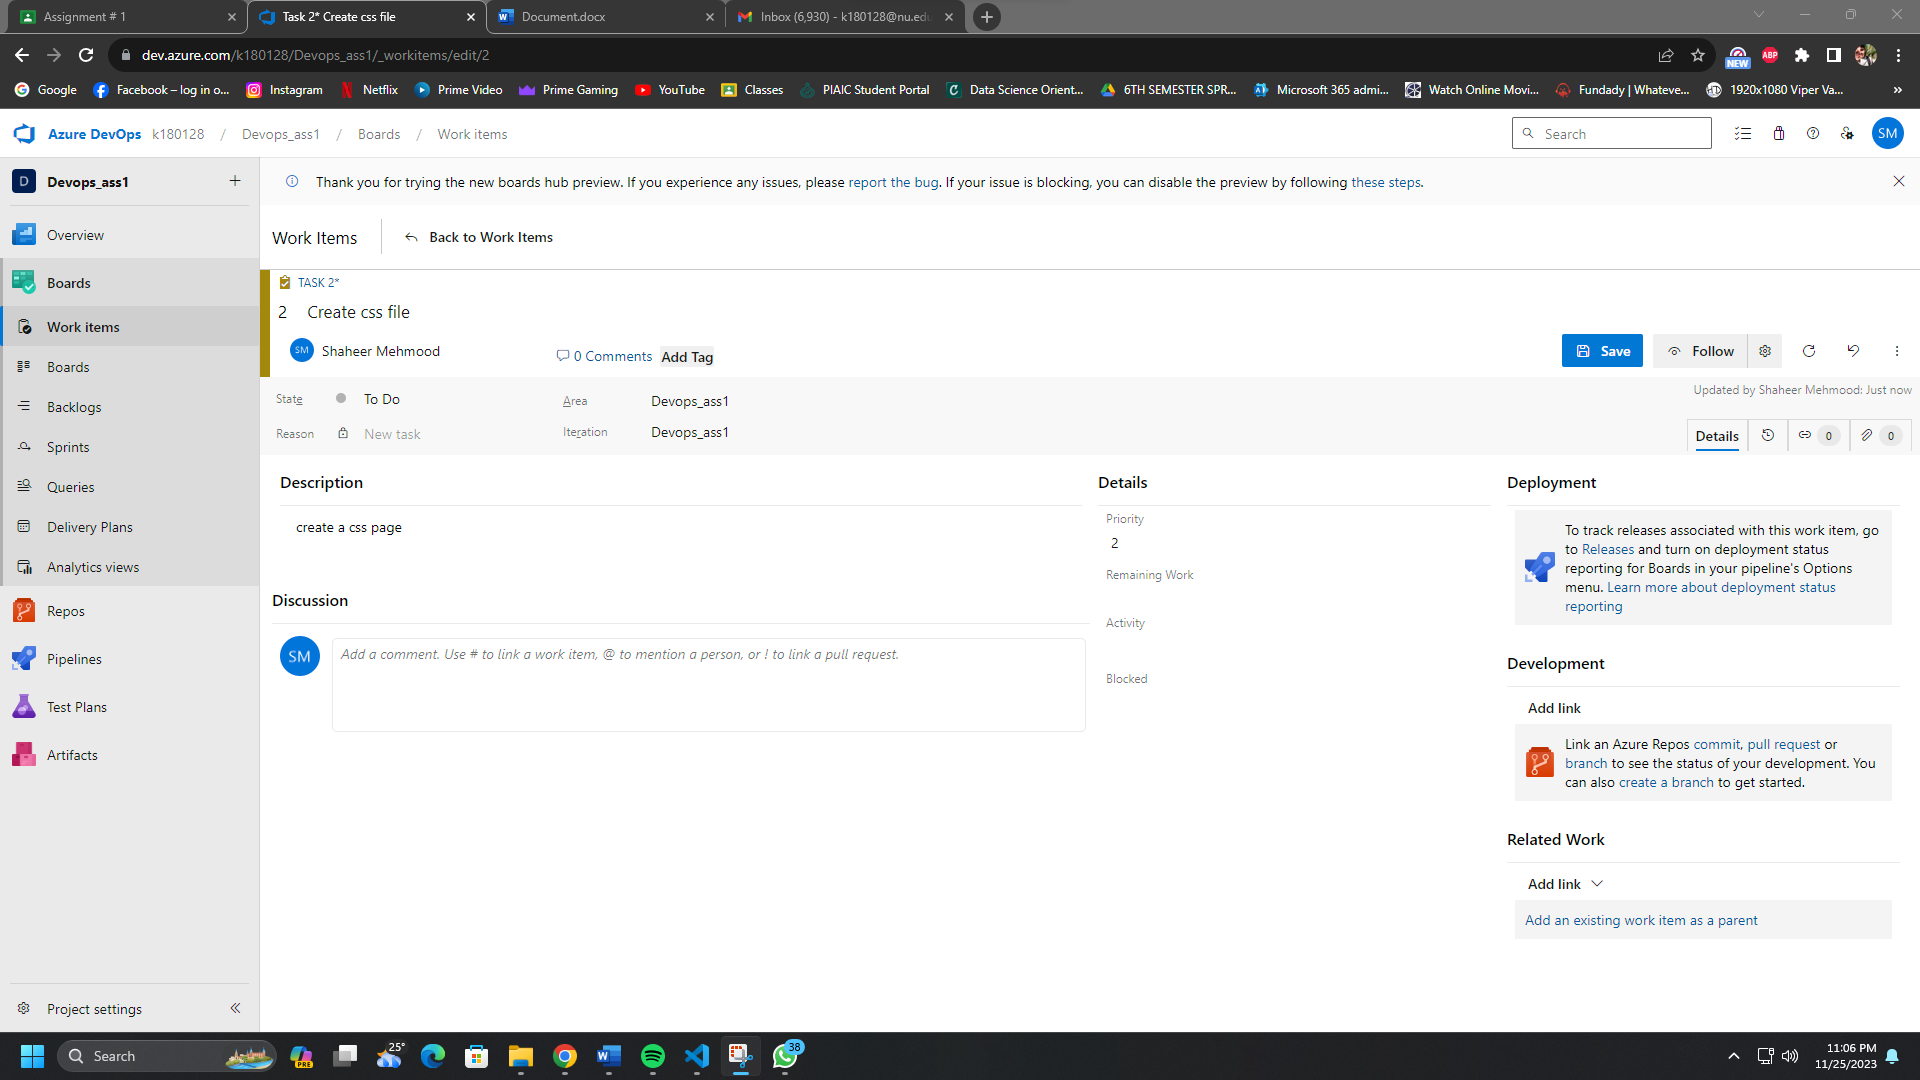 Assignment # 1
Task 2* Create css file
Document.docx
Inbox (6,930) - k180128@nu.edu
dev.azure.com/k180128/Devops_ass1/_workitems/edit/2
NEW
ABP
Google
Facebook – log in o...
Instagram
Netflix
Prime Video
Prime Gaming
YouTube
Classes
PIAIC Student Portal
Data Science Orient...
6TH SEMESTER SPR...
Microsoft 365 admi...
Watch Online Movi...
Fundady | Whateve...
1920x1080 Viper Va...
»
Azure DevOps k180128 / Devops_ass1 / Boards / Work items
Search
SM
D Devops_ass1 +
Thank you for trying the new boards hub preview. If you experience any issues, please report the bug. If your issue is blocking, you can disable the preview by following these steps.
Overview
Boards
Work items
Boards
Backlogs
Sprints
Queries
Delivery Plans
Analytics views
Repos
Pipelines
Test Plans
Artifacts
Project settings
Work Items
Back to Work Items
TASK 2*
2 Create css file
SM Shaheer Mehmood
0 Comments
Add Tag
Save
Follow
State To Do
Area Devops_ass1
Updated by Shaheer Mehmood: Just now
Reason New task
Iteration Devops_ass1
Details
0
0
Description
create a css page
Discussion
SM
Add a comment. Use # to link a work item, @ to mention a person, or ! to link a pull request.
Details
Priority
2
Remaining Work
Activity
Blocked
Deployment
To track releases associated with this work item, go
to Releases and turn on deployment status
reporting for Boards in your pipeline's Options
menu. Learn more about deployment status
reporting
Development
Add link
Link an Azure Repos commit, pull request or
branch to see the status of your development. You
can also create a branch to get started.
Related Work
Add link
Add an existing work item as a parent
Search
PRE
25°
38
11:06 PM
11/25/2023